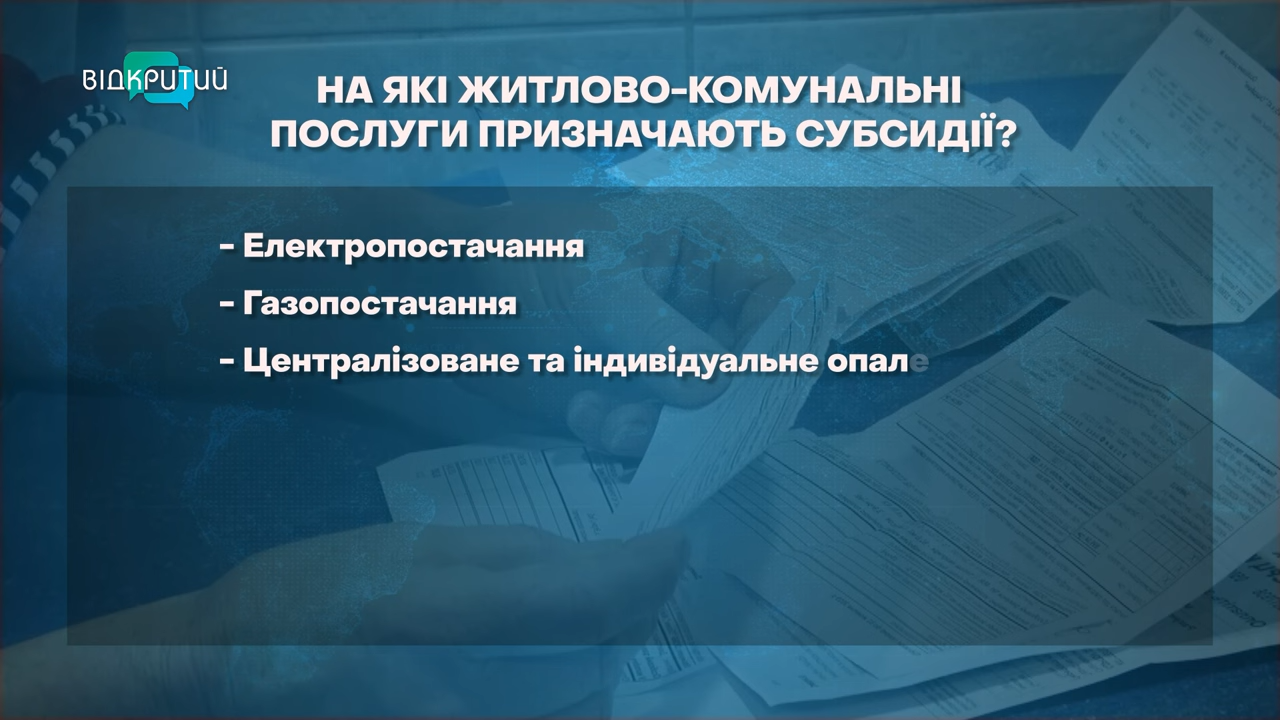 ВІДКРИТИЙ
НА ЯКІ ЖИТЛОВО-КОМУНАЛЬНІ
ПОСЛУГИ ПРИЗНАЧАЮТЬ СУБСИДІЇ?
- Електропостачання
- Газопостачання
- Централізоване та індивідуальне опале